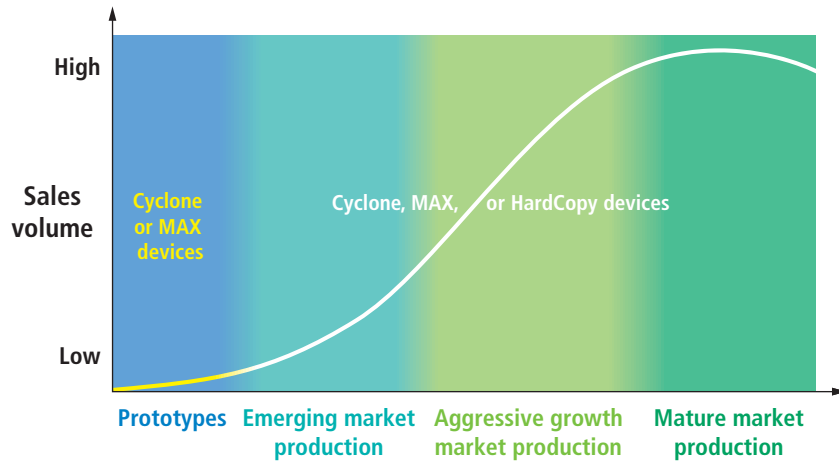 High
Sales
volume
Low
Cyclone
or MAX
devices
Cyclone, MAX, or HardCopy devices
Prototypes
Emerging market
production
Aggressive growth
market production
Mature market
production